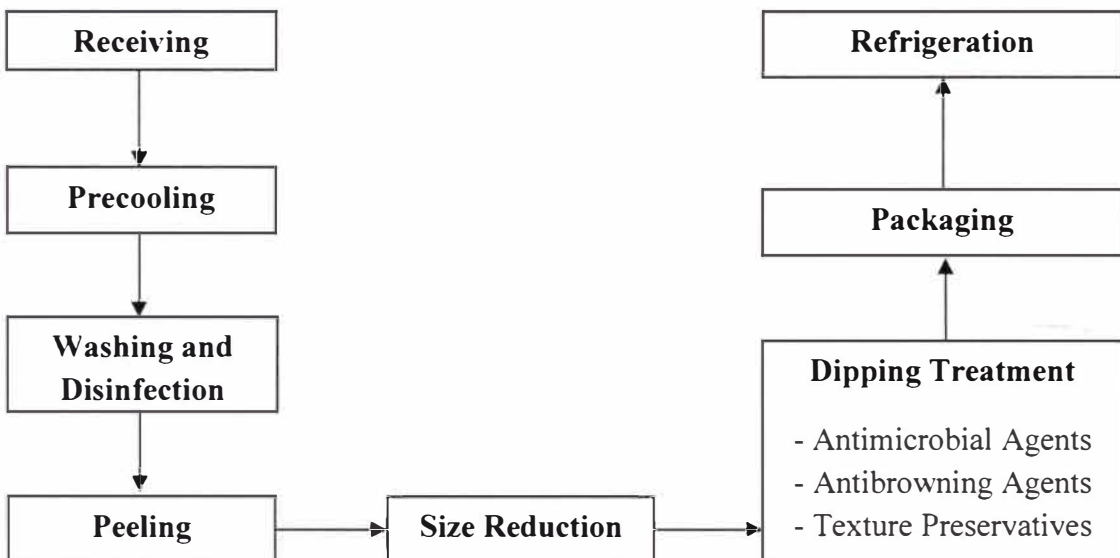 Receiving
Precooling
Washing and
Disinfection
Peeling
Size Reduction
Dipping Treatment
- Antimicrobial Agents
- Antibrowning Agents
- Texture Preservatives
Packaging
Refrigeration